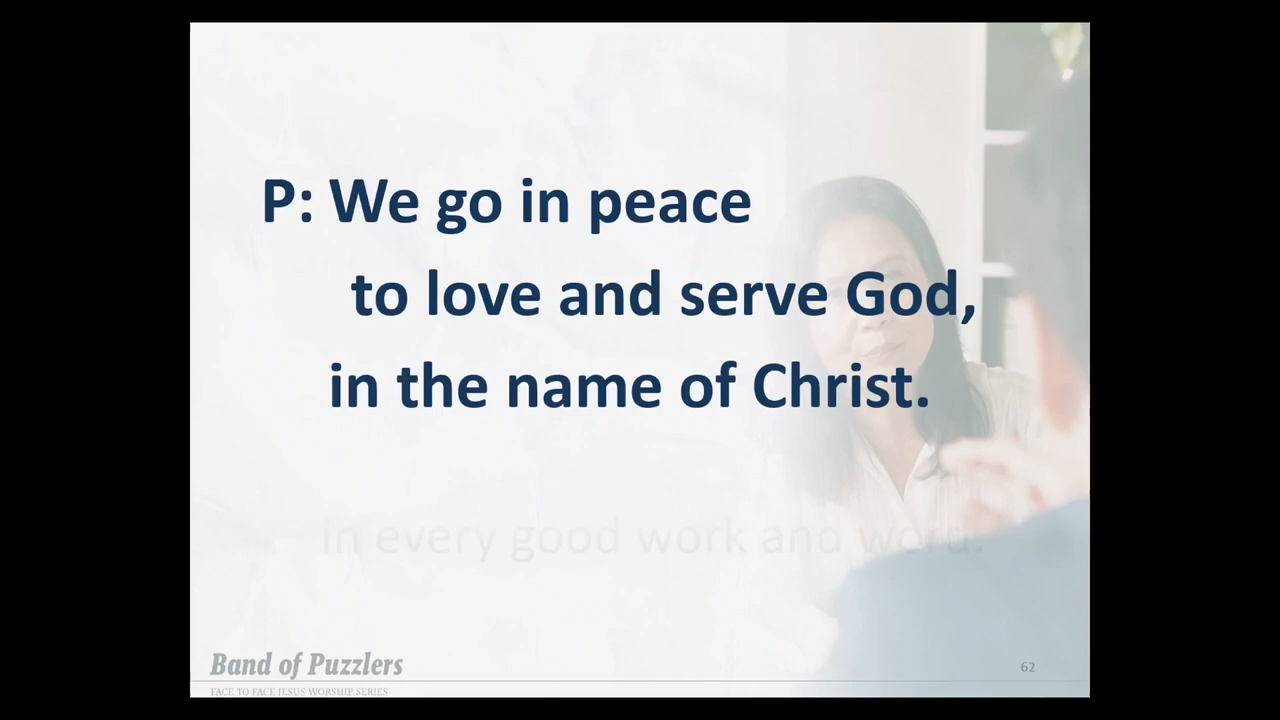 P: We go in peace
to love and serve God,
in the name of Christ.
in every good work and word.
Band of Puzzlers
62
FACE TO FACE JESUS WORSHIP SERIES